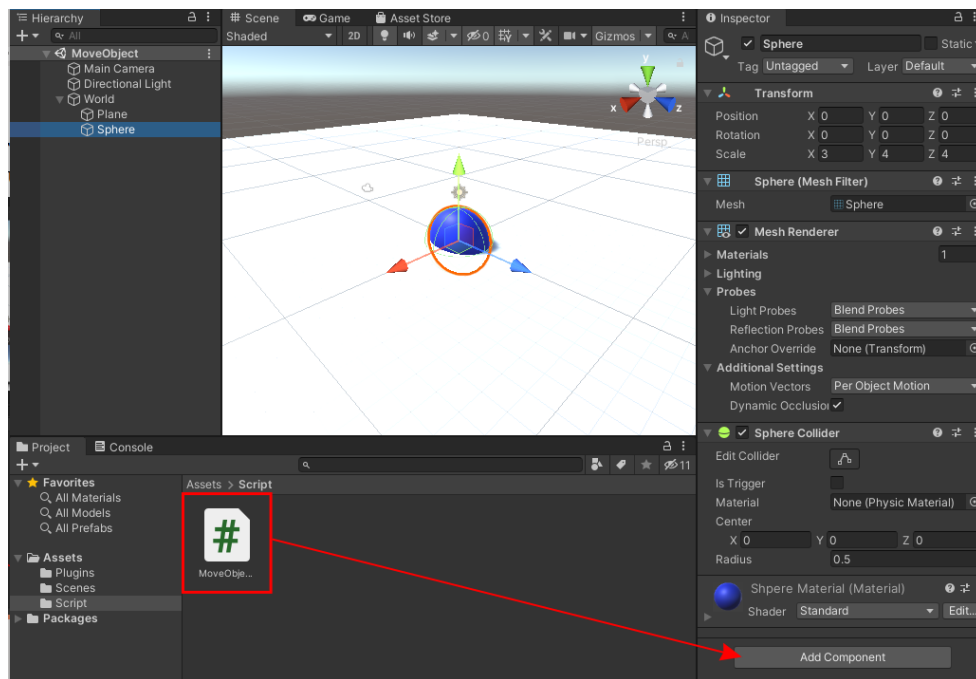 Hierarchy
All
MoveObject
Main Camera
Directional Light
World
Plane
Sphere
Scene
Game
Asset Store
Shaded
2D
0
Gizmos
A
y
x
z
Persp
Project
Console
11
Favorites
All Materials
All Models
All Prefabs
Assets
Plugins
Scenes
Script
Packages
Assets > Script
#
MoveObje...
Inspector
Sphere
Static
Tag Untagged Layer Default
Transform
Position X 0 Y 0 Z 0
Rotation X 0 Y 0 Z 0
Scale X 3 Y 4 Z 4
Sphere (Mesh Filter)
Mesh Sphere
Mesh Renderer
Materials 1
Lighting
Probes
Light Probes Blend Probes
Reflection Probes Blend Probes
Anchor Override None (Transform)
Additional Settings
Motion Vectors Per Object Motion
Dynamic Occlusio
Sphere Collider
Edit Collider
Is Trigger
Material None (Physic Material)
Center
X 0 Y 0 Z 0
Radius 0.5
Shpere Material (Material)
Shader Standard Edit...
Add Component